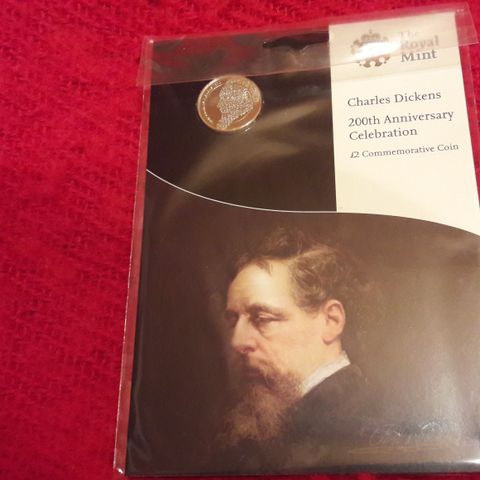 The
Royal
Mint
Charles Dickens
200th Anniversary
Celebration
£2 Commemorative Coin